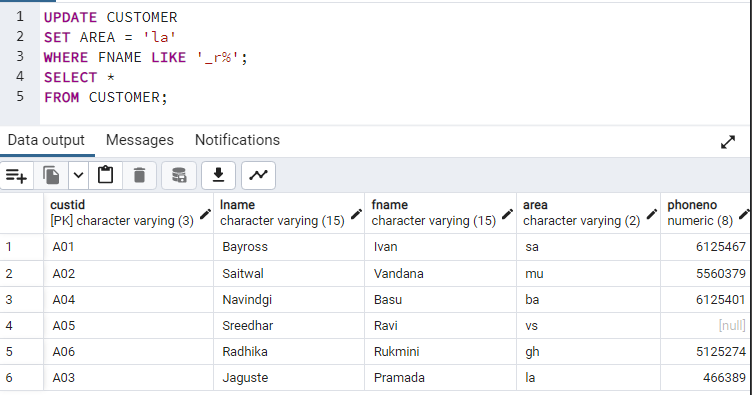 1 UPDATE CUSTOMER
2 SET AREA = 'la'
3 WHERE FNAME LIKE '_r%';
4 SELECT *
5 FROM CUSTOMER;
Data output Messages Notifications
custid lname fname area phoneno
[PK] character varying (3) character varying (15) character varying (15) character varying (2) numeric (8)
1 A01 Bayross Ivan sa 6125467
2 A02 Saitwal Vandana mu 5560379
3 A04 Navindgi Basu ba 6125401
4 A05 Sreedhar Ravi vs [null]
5 A06 Radhika Rukmini gh 5125274
6 A03 Jaguste Pramada la 466389